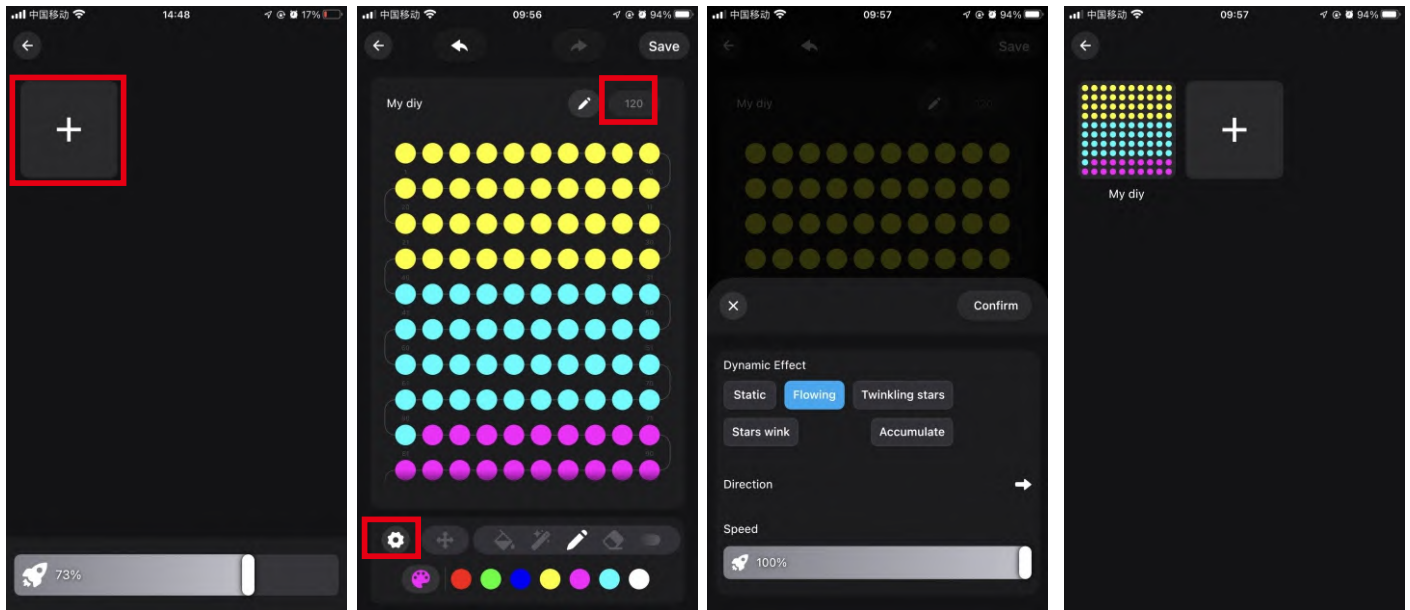 中国移动 14:48 17%
+
73%
中国移动 09:56 94%
Save
My diy 120
中国移动 09:57 94%
Save
My diy 120
Confirm
Dynamic Effect
Static Flowing Twinkling stars
Stars wink Accumulate
Direction
Speed
100%
中国移动 09:57 94%
+
My diy